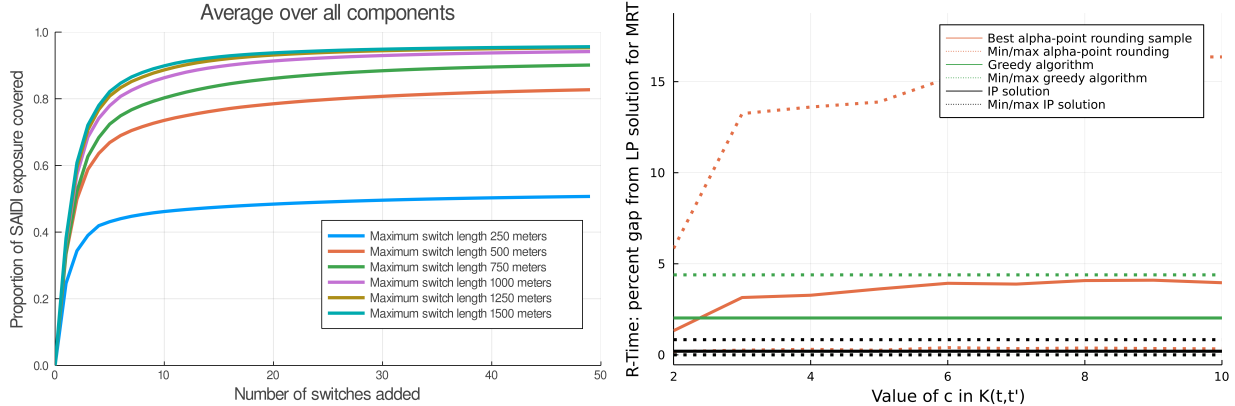 Average over all components
Proportion of SAIDI exposure covered
1.0
0.8
0.6
0.4
0.2
0.0
0
10
20
30
40
50
Number of switches added
Maximum switch length 250 meters
Maximum switch length 500 meters
Maximum switch length 750 meters
Maximum switch length 1000 meters
Maximum switch length 1250 meters
Maximum switch length 1500 meters
R-Time: percent gap from LP solution for MRT
15
10
5
0
2
4
6
8
10
Value of c in K(t,t')
Best alpha-point rounding sample
Min/max alpha-point rounding
Greedy algorithm
Min/max greedy algorithm
IP solution
Min/max IP solution